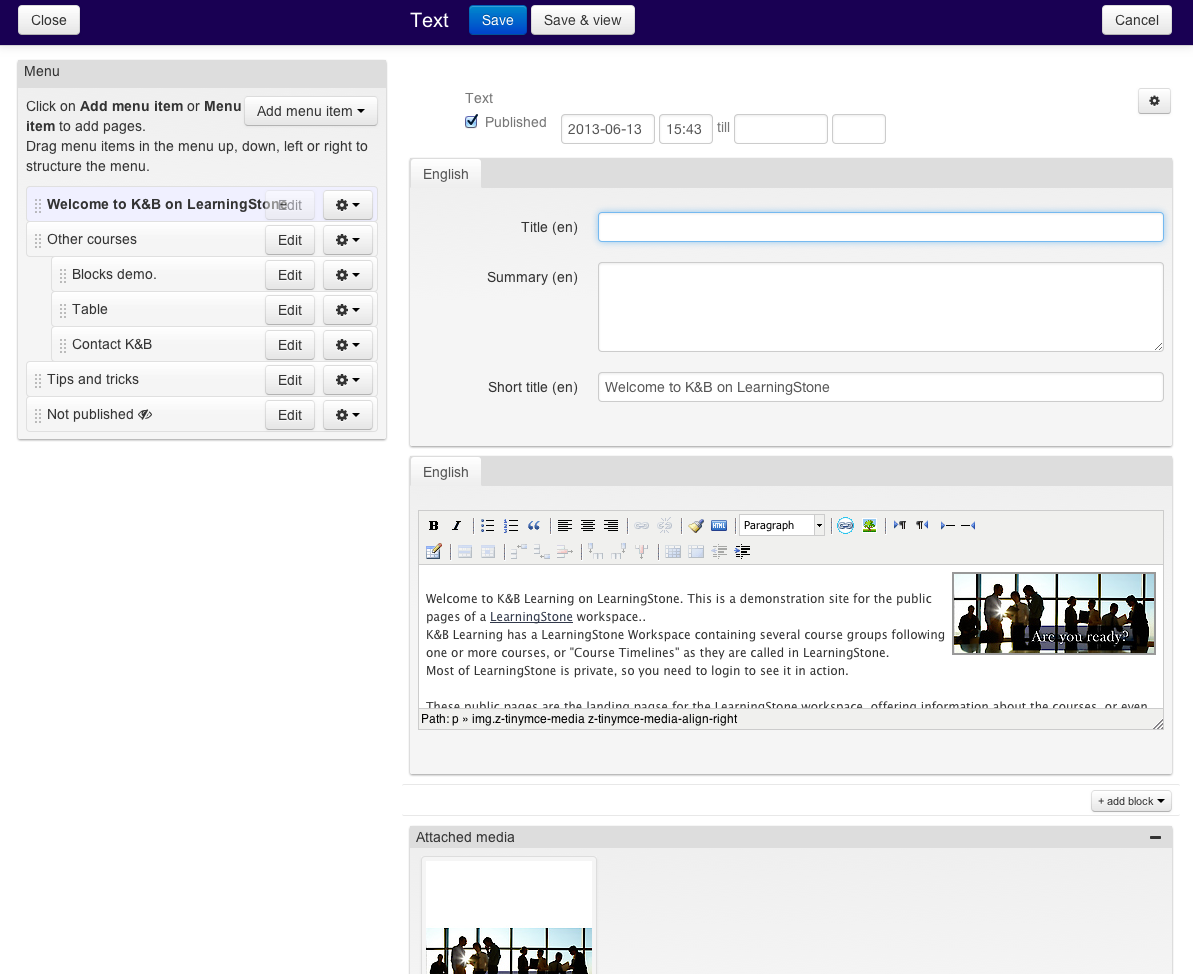 Close
Text
Save
Save & view
Cancel
Menu
Click on Add menu item or Menu
item to add pages.
Add menu item
Drag menu items in the menu up, down, left or right to
structure the menu.
Welcome to K&B on LearningStone
Edit
Other courses
Edit
Blocks demo.
Edit
Table
Edit
Contact K&B
Edit
Tips and tricks
Edit
Not published
Edit
Text
Published
2013-06-13
15:43
till
English
Title (en)
Summary (en)
Short title (en)
Welcome to K&B on LearningStone
English
B I
HTML
Paragraph
Welcome to K&B Learning on LearningStone. This is a demonstration site for the public
pages of a LearningStone workspace..
K&B Learning has a LearningStone Workspace containing several course groups following
one or more courses, or "Course Timelines" as they are called in LearningStone.
Most of LearningStone is private, so you need to login to see it in action.
Are you ready?
These public pages are the landing pagse for the LearningStone workspace, offering information about the courses, or even
Path: p » img.z-tinymce-media z-tinymce-media-align-right
+ add block
Attached media